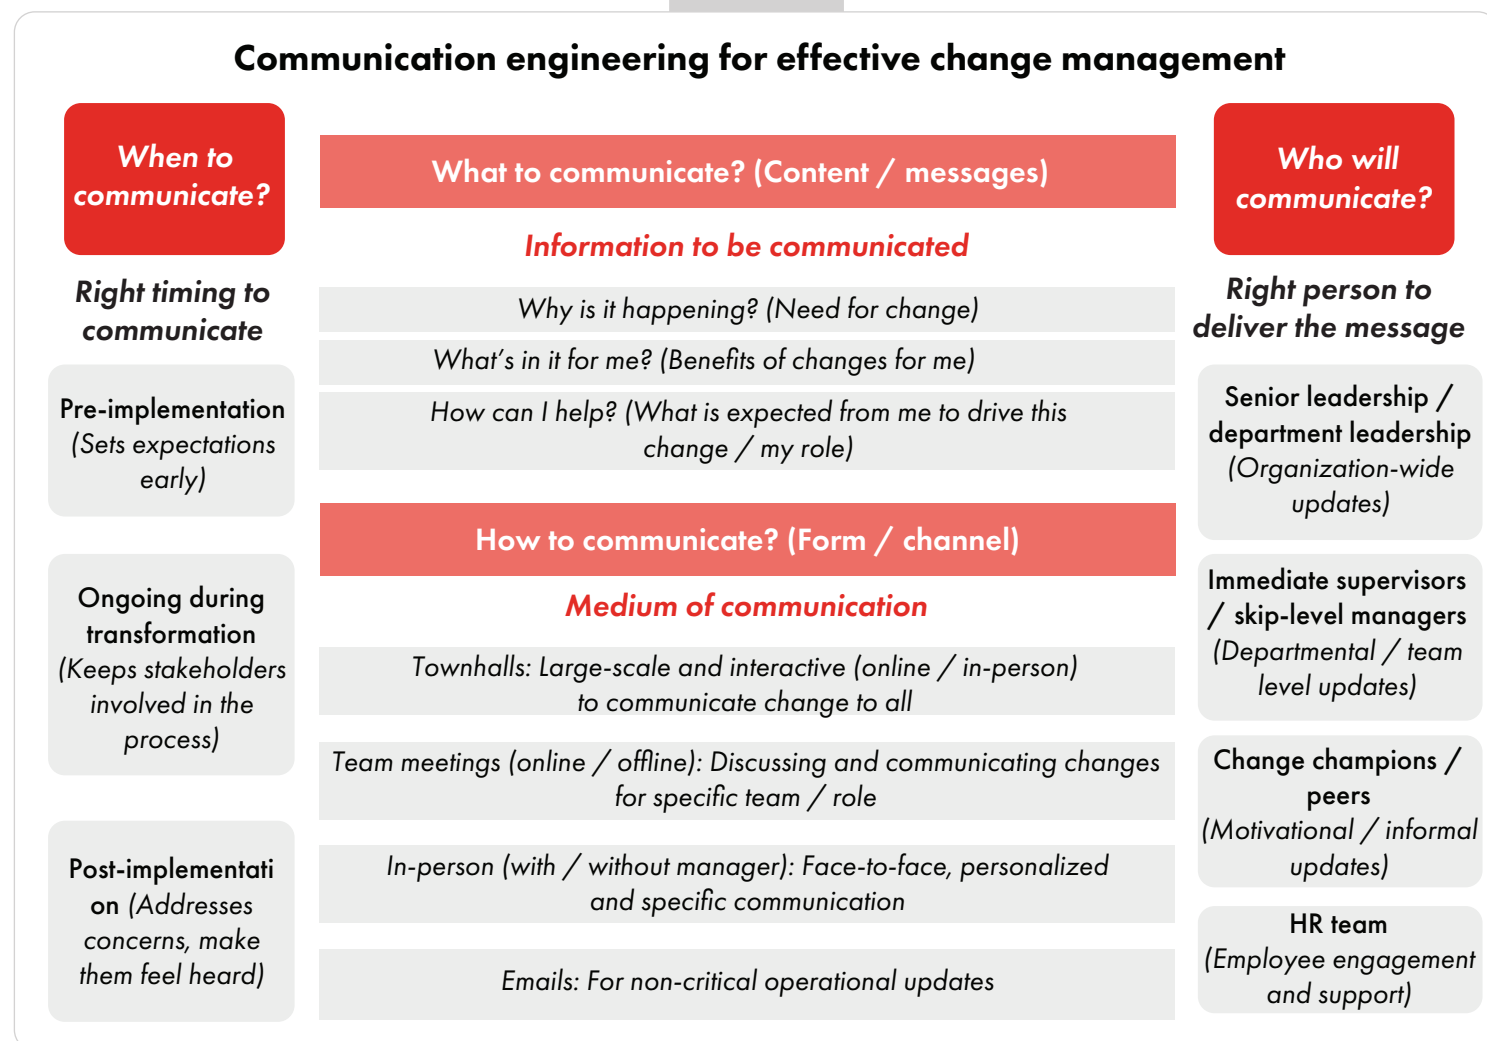 Communication engineering for effective change management
When to
communicate?
Right timing to
communicate
Pre-implementation
(Sets expectations
early)
Ongoing during
transformation
(Keeps stakeholders
involved in the
process)
Post-implementati
on (Addresses
concerns, make
them feel heard)
What to communicate? (Content / messages)
Information to be communicated
Why is it happening? (Need for change)
What’s in it for me? (Benefits of changes for me)
How can I help? (What is expected from me to drive this
change / my role)
How to communicate? (Form / channel)
Medium of communication
Townhalls: Large-scale and interactive (online / in-person)
to communicate change to all
Team meetings (online / offline): Discussing and communicating changes
for specific team / role
In-person (with / without manager): Face-to-face, personalized
and specific communication
Emails: For non-critical operational updates
Who will
communicate?
Right person to
deliver the message
Senior leadership /
department leadership
(Organization-wide
updates)
Immediate supervisors
/ skip-level managers
(Departmental / team
level updates)
Change champions /
peers
(Motivational / informal
updates)
HR team
(Employee engagement
and support)